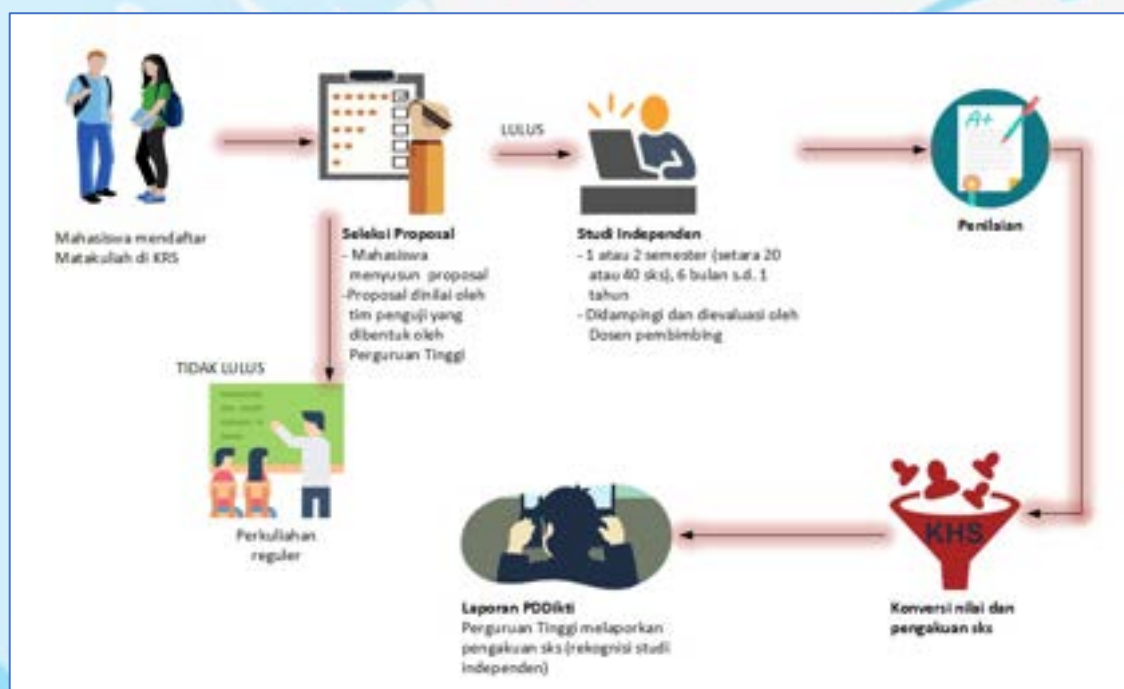 Mahasiswa mendaftar
Matakuliah di KRS
Seleksi Proposal
- Mahasiswa
menyusun proposal
-Proposal dinilai oleh
tim penguji yang
dibentuk oleh
Perguruan Tinggi
LULUS
Studi Independen
- 1 atau 2 semester (setara 20
atau 40 sks), 6 bulan s.d. 1
tahun
- Didampingi dan dievaluasi oleh
Dosen pembimbing
A+
Penilaian
TIDAK LULUS
Perkuliahan
reguler
KHS
Konversi nilai dan
pengakuan sks
Laporan PDDikti
Perguruan Tinggi melaporkan
pengakuan sks (rekognisi studi
independen)